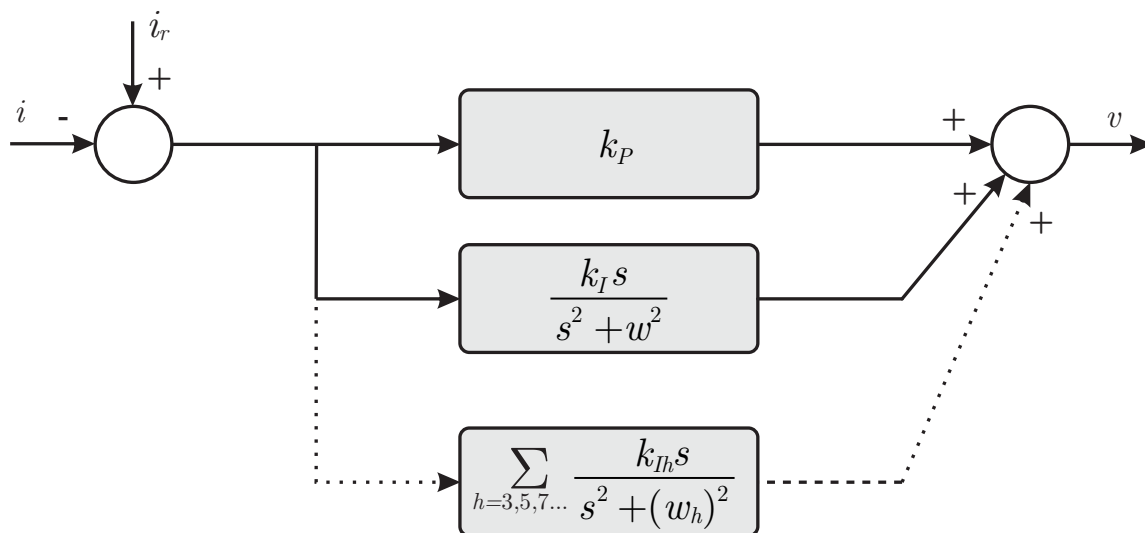 i_r
+
i
-
k_P
+
v
+
+
k_I s
s^2 + w^2
∑ k_{Ih} s
h=3,5,7... s^2 + (w_h)^2